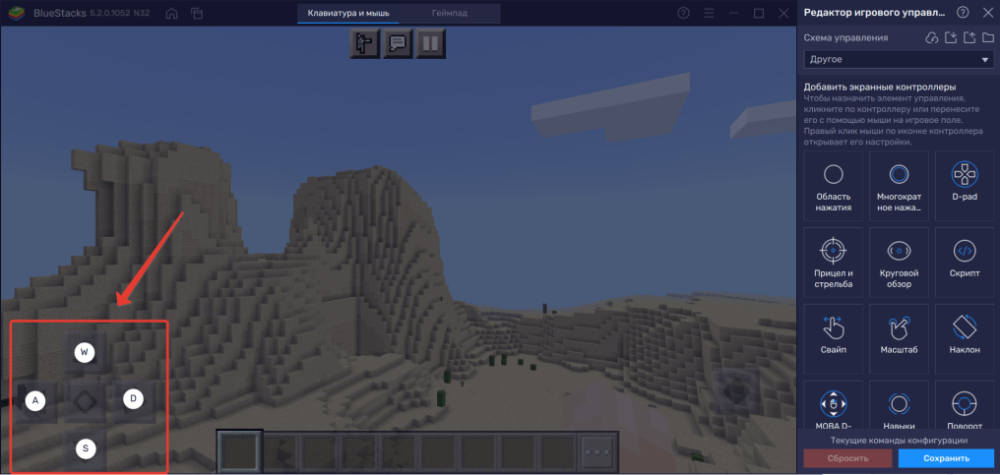 BlueStacks 5.2.0.1052 N32
Клавиатура и мышь
Геймпад
Редактор игрового управл...
Схема управления
Другое
Добавить экранные контроллеры
Чтобы назначить элемент управления,
кликните по контроллеру или перенесите
его с помощью мыши на игровое поле.
Правый клик мыши по иконке контроллера
открывает его настройки.
Область
нажатия
Многократ
ное нажа...
D-pad
Прицел и
стрельба
Круговой
обзор
Скрипт
Свайп
Масштаб
Наклон
MOBA D-
Навыки
Поворот
Текущие команды конфигурации
Сбросить
Сохранить
W
A
D
S